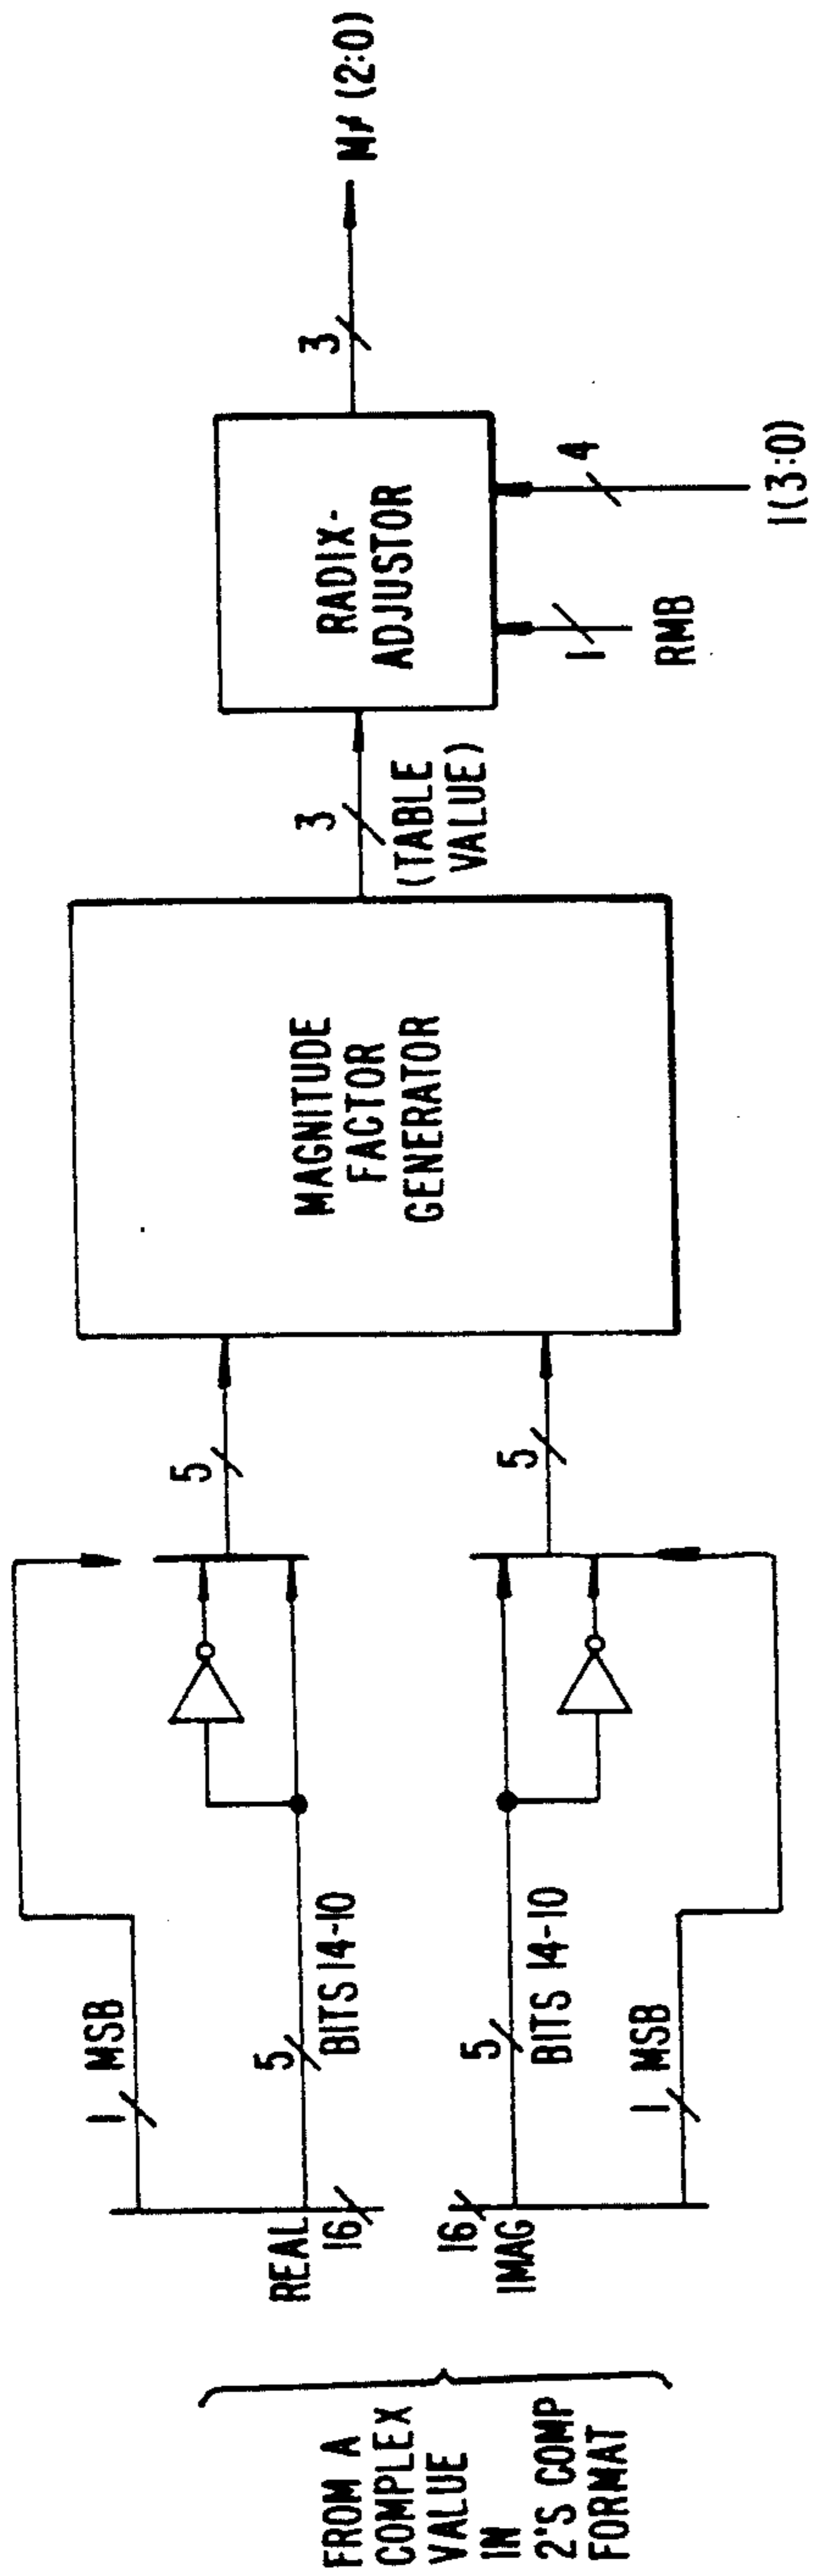 FROM A
COMPLEX
VALUE
IN
2'S COMP
FORMAT
REAL
16
16
IMAG
1 MSB
5
BITS 14-10
5
BITS 14-10
1 MSB
5
5
MAGNITUDE
FACTOR
GENERATOR
3
(TABLE
VALUE)
RADIX-
ADJUSTOR
1
RMB
4
I(3:0)
3
(2:0)